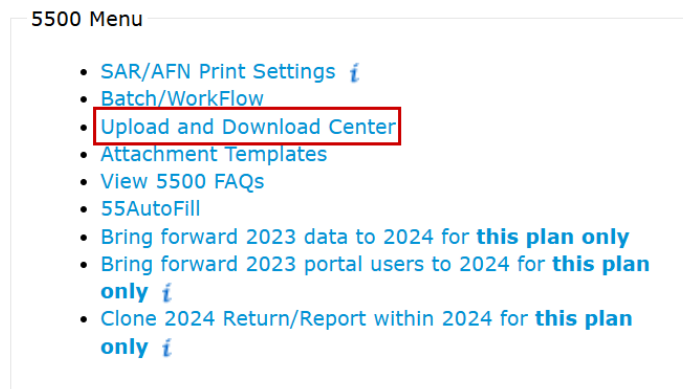 5500 Menu
SAR/AFN Print Settings i
Batch/WorkFlow
Upload and Download Center
Attachment Templates
View 5500 FAQs
55AutoFill
Bring forward 2023 data to 2024 for this plan only
Bring forward 2023 portal users to 2024 for this plan
only i
Clone 2024 Return/Report within 2024 for this plan
only i